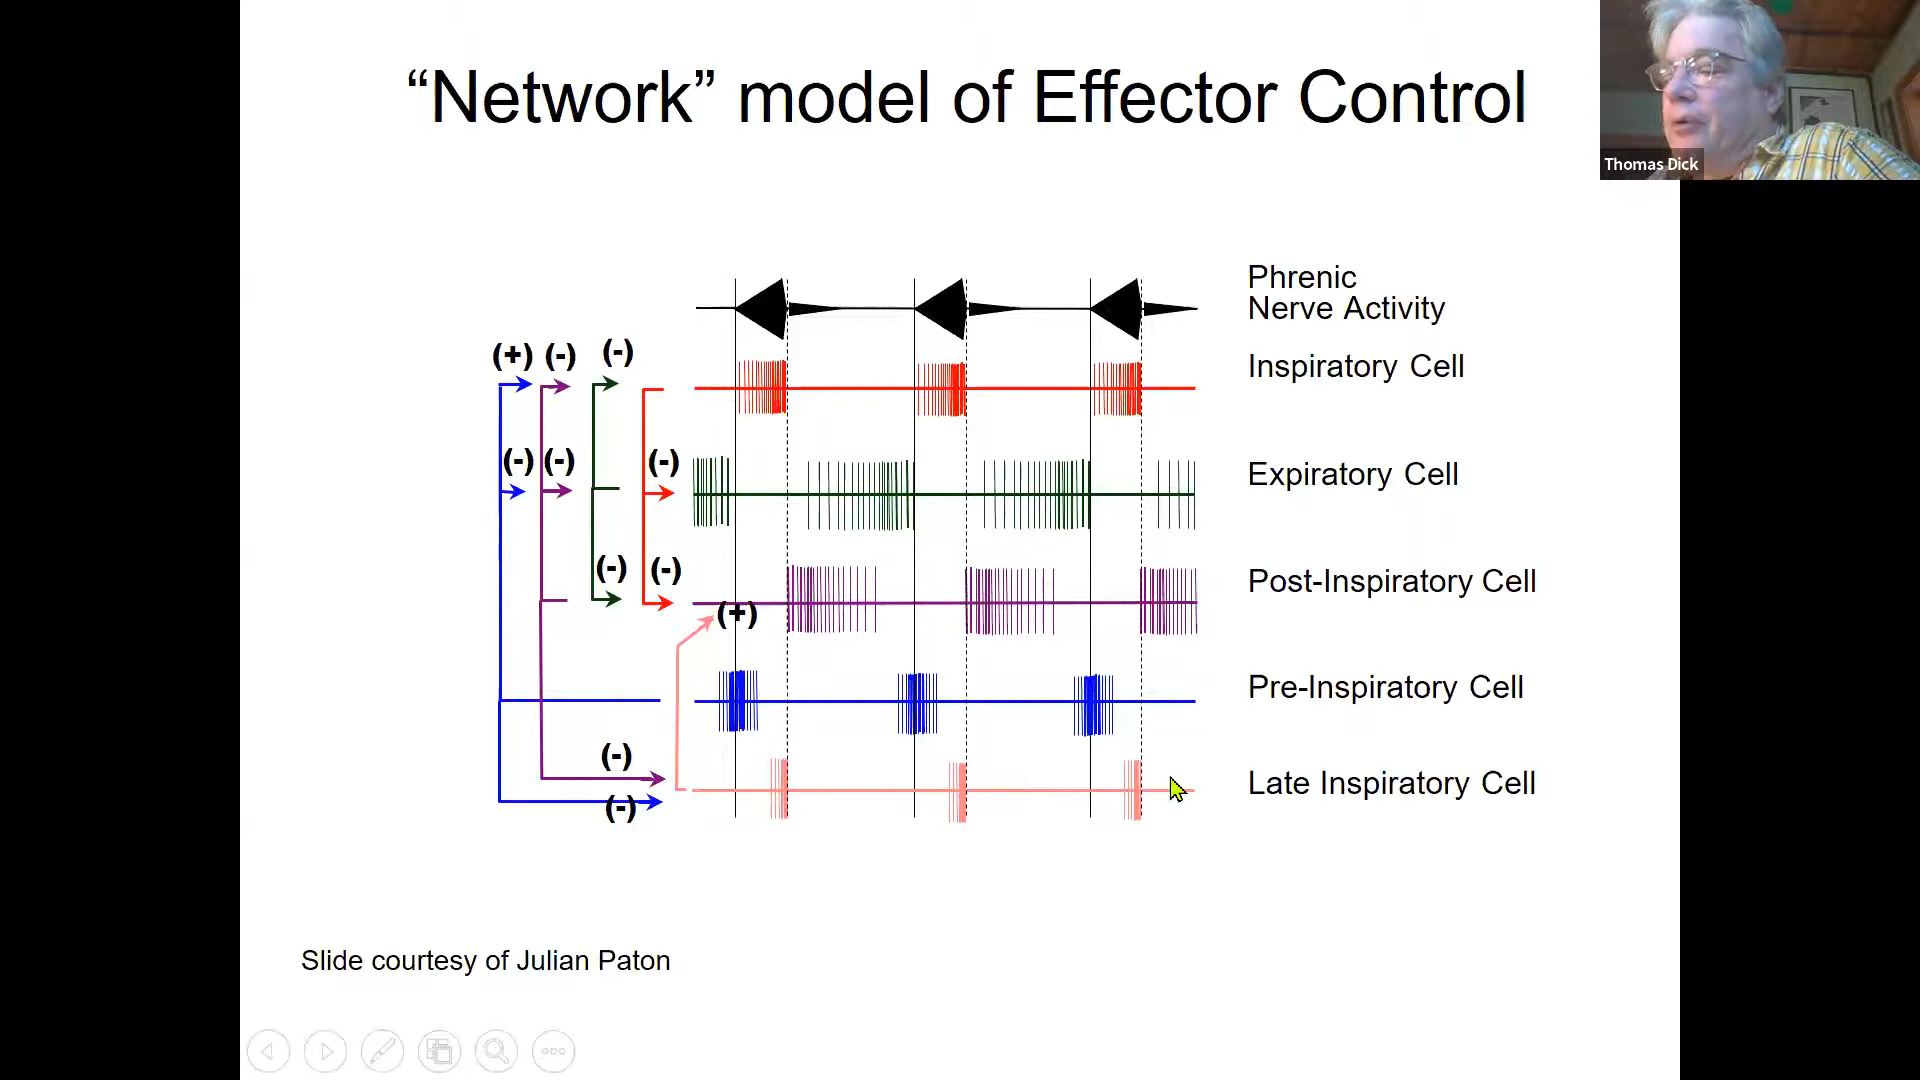 “Network” model of Effector Control
Thomas Dick
Phrenic
Nerve Activity
(+) (-) (-)
Inspiratory Cell
(-) (-) (-)
Expiratory Cell
(-) (-)
Post-Inspiratory Cell
(+)
Pre-Inspiratory Cell
(-)
Late Inspiratory Cell
(-)
Slide courtesy of Julian Paton